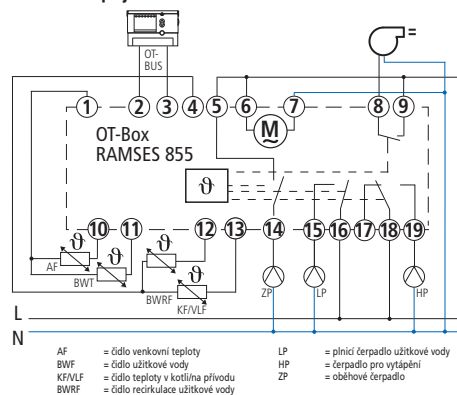 OT-
BUS
=
1 2 3 4 5 6 7 8 9
OT-Box
RAMSES 855
M
~
ϑ
10 11 12 13 14 15 16 17 18 19
ϑ
ϑ
ϑ
ϑ
AF
BWT
BWRF
KF/VLF
ZP
LP
HP
L
N
AF = čidlo venkovní teploty
BWF = čidlo užitkové vody
KF/VLF = čidlo teploty v kotli/na přívodu
BWRF = čidlo recirkulace užitkové vody
LP = plnicí čerpadlo užitkové vody
HP = čerpadlo pro vytápění
ZP = oběhové čerpadlo